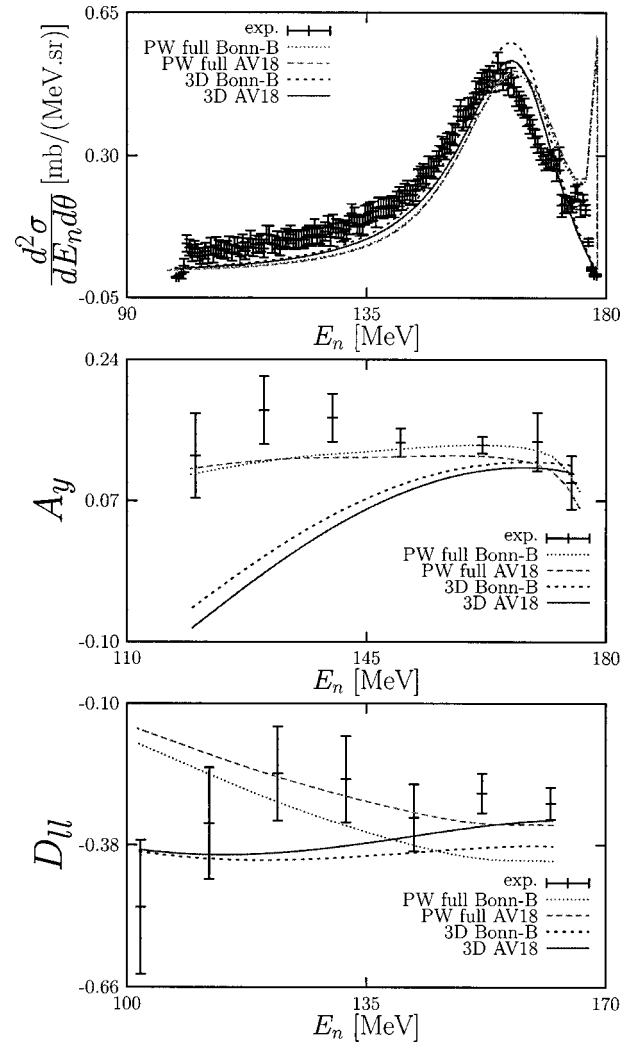 0.65
exp.
PW full Bonn-B
PW full AV18
3D Bonn-B
3D AV18
d²σ/dE_n dθ [mb/(MeV.sr)]
0.30
-0.05
90 135 180
E_n [MeV]
0.24
A_y
0.07
exp.
PW full Bonn-B
PW full AV18
3D Bonn-B
3D AV18
-0.10
110 145 180
E_n [MeV]
-0.10
D_ll
-0.38
exp.
PW full Bonn-B
PW full AV18
3D Bonn-B
3D AV18
-0.66
100 135 170
E_n [MeV]